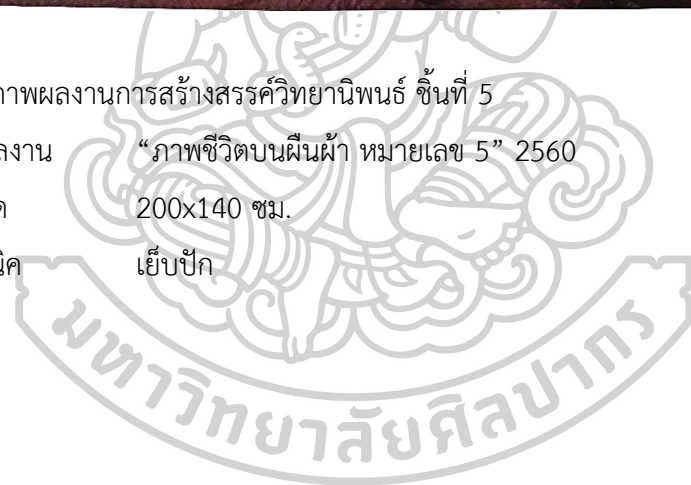 าพผลงานการสร้างสรรค์วิทยานิพนธ์ ชิ้นที่ 5
ลงาน "ภาพชีวิตบนผืนผ้า หมายเลข 5" 2560
ด 200x140 ซม.
นิค เย็บปัก
มหาวิทยาลัยศิลปากร